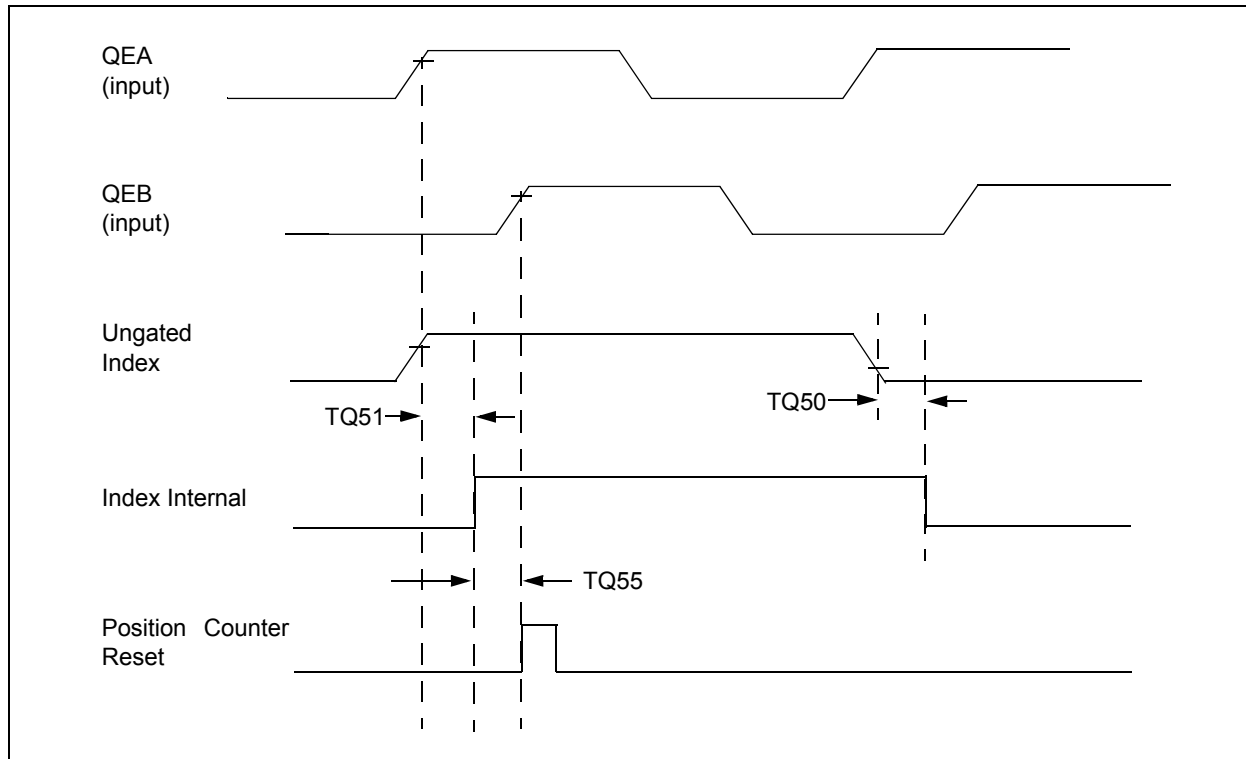 QEA
(input)
QEB
(input)
Ungated
Index
TQ51
TQ50
Index Internal
TQ55
Position Counter
Reset